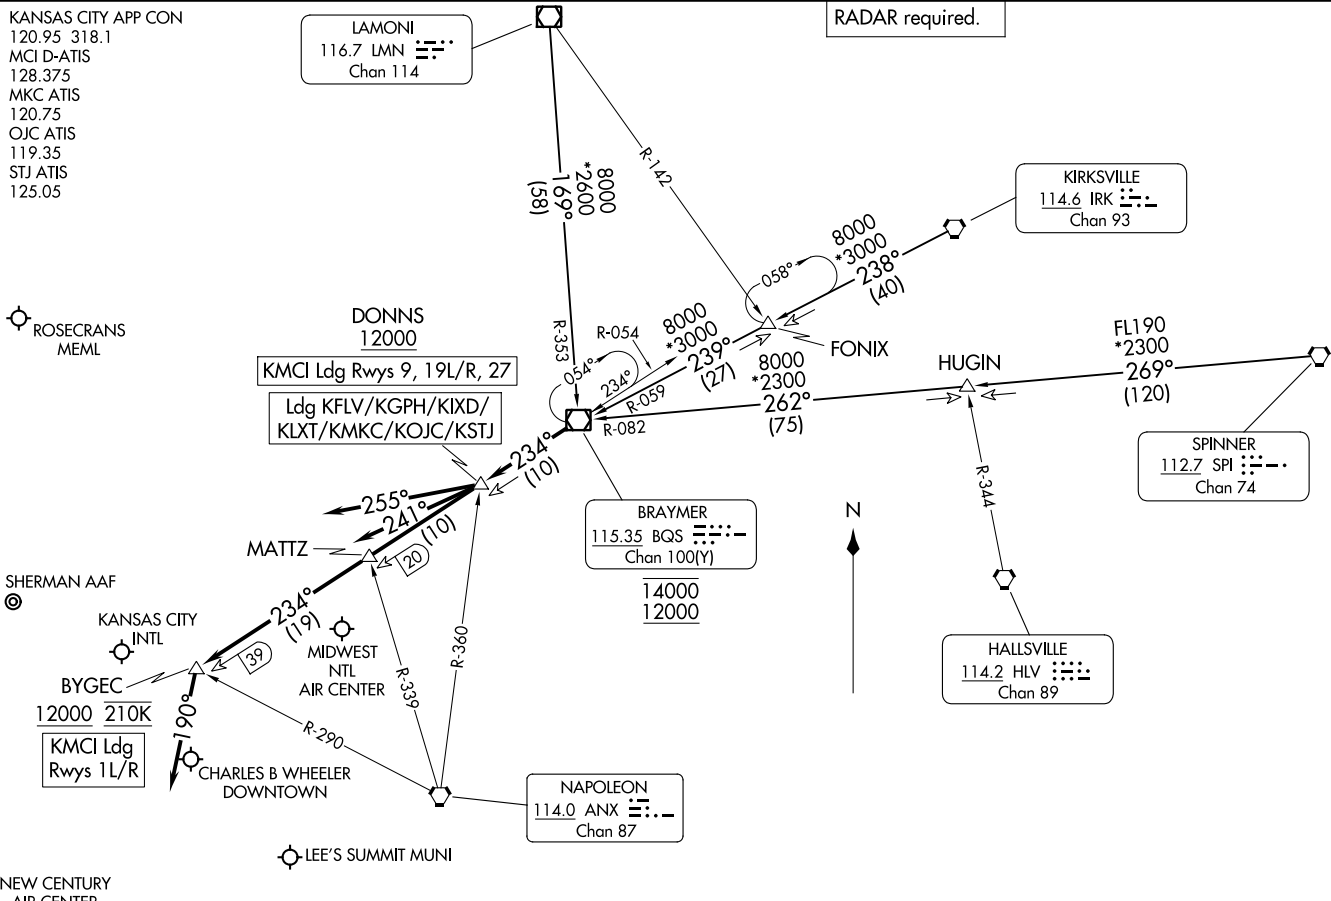 KANSAS CITY APP CON
120.95 318.1
MCI D-ATIS
128.375
MKC ATIS
120.75
OJC ATIS
119.35
STJ ATIS
125.05
LAMONI
116.7 LMN
Chan 114
RADAR required.
R-142
8000
*2600
169°
(58)
R-353
KIRKSVILLE
114.6 IRK
Chan 93
8000
*3000
238°
(40)
058°
FONIX
8000
*3000
239°
(27)
R-054
R-059
054°
234°
R-082
8000
*2300
262°
(75)
HUGIN
FL190
*2300
269°
(120)
SPINNER
112.7 SPI
Chan 74
R-344
HALLSVILLE
114.2 HLV
Chan 89
N
ROSECRANS
MEML
DONNS
12000
KMCI Ldg Rwys 9, 19L/R, 27
Ldg KFLV/KGPH/KIXD/
KLXT/KMKC/KOJC/KSTJ
234°
(10)
BRAYMER
115.35 BQS
Chan 100(Y)
14000
12000
255°
241°
(10)
20
MATTZ
SHERMAN AAF
KANSAS CITY
INTL
234°
(19)
39
MIDWEST
NTL
AIR CENTER
R-339
R-360
R-290
BYGEC
12000 210K
KMCI Ldg
Rwys 1L/R
190°
CHARLES B WHEELER
DOWNTOWN
NAPOLEON
114.0 ANX
Chan 87
LEE'S SUMMIT MUNI
NEW CENTURY
AIR CENTER